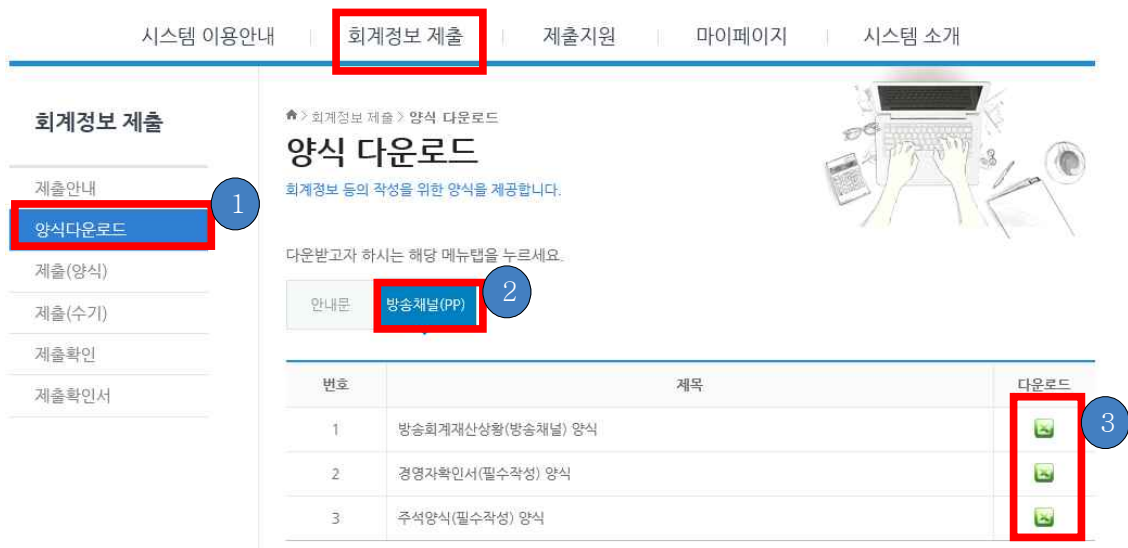 시스템 이용안내 회계정보 제출 제출지원 마이페이지 시스템 소개
회계정보 제출
제출안내
양식다운로드
제출(양식)
제출(수기)
제출확인
제출확인서
1
> 회계정보 제출 > 양식 다운로드
양식 다운로드
회계정보 등의 작성을 위한 양식을 제공합니다.
다운받고자 하시는 해당 메뉴탭을 누르세요.
안내문 방송채널(PP)
2
번호 제목 다운로드
1 방송회계재산상황(방송채널) 양식
2 경영자확인서(필수작성) 양식
3 주석양식(필수작성) 양식
3